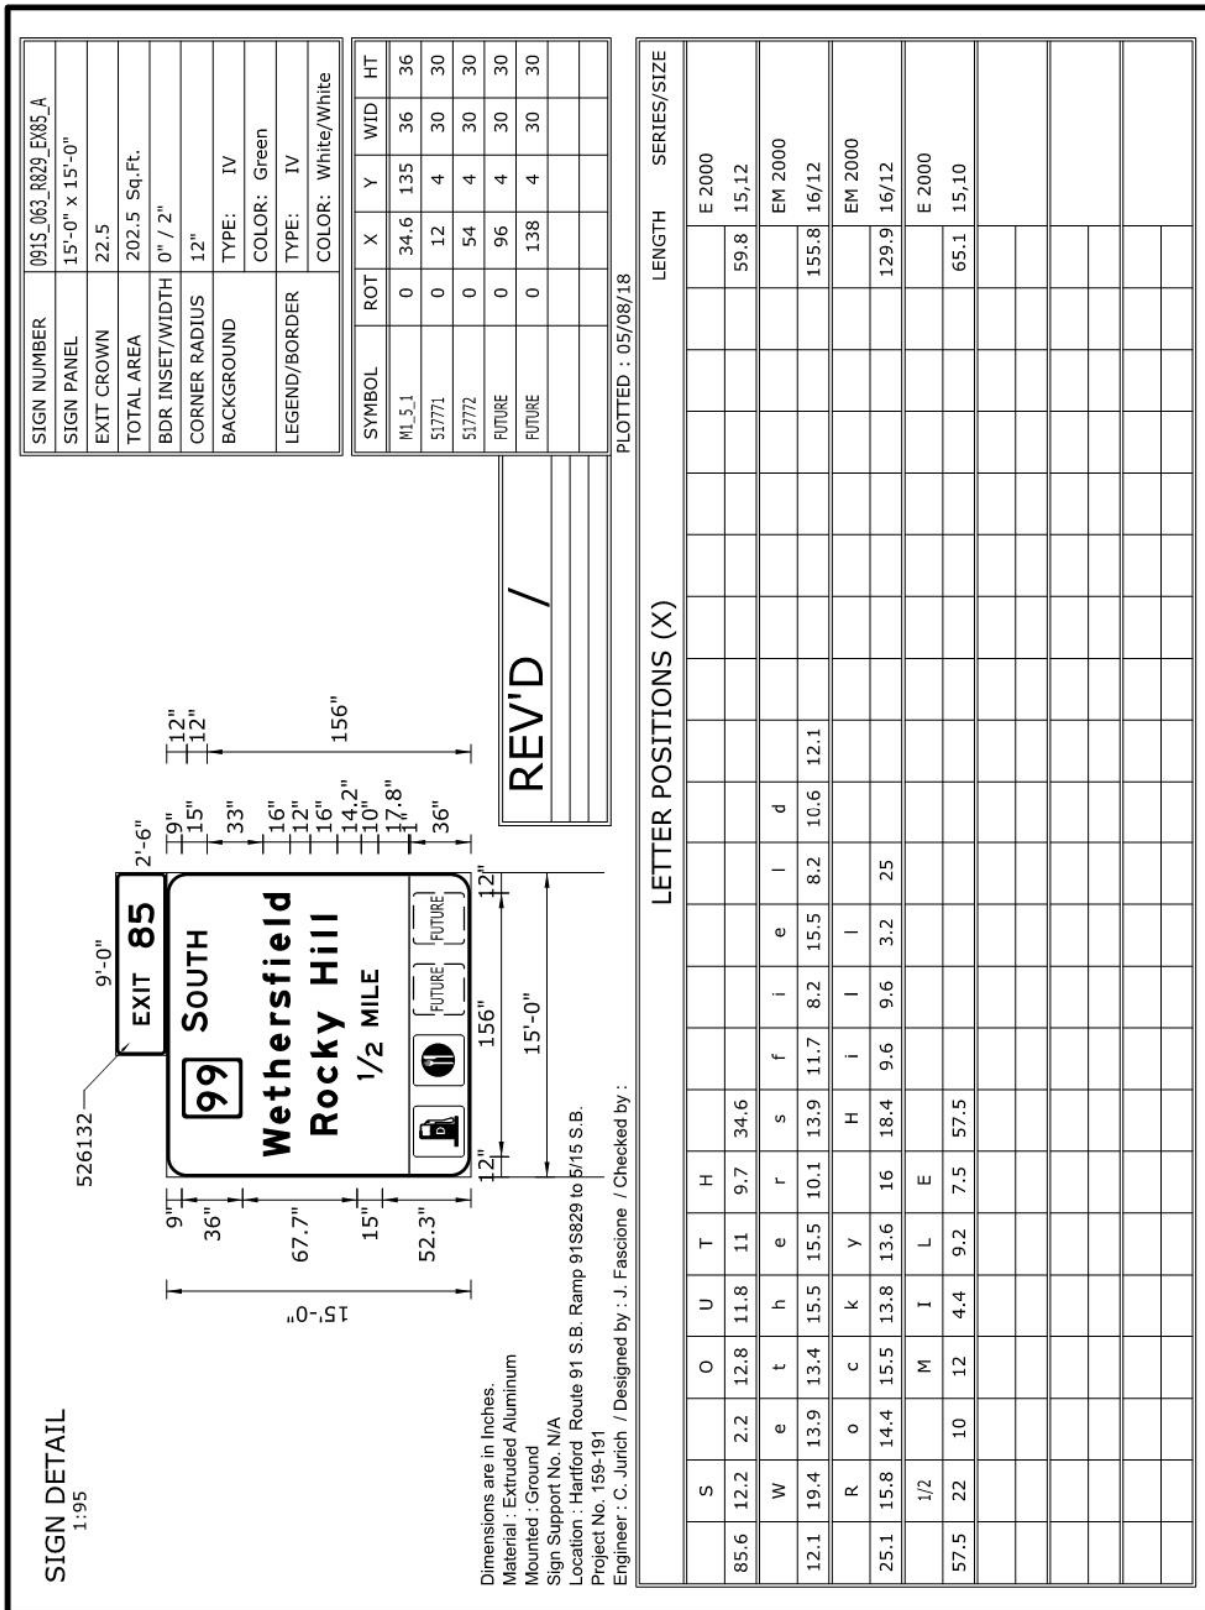 SIGN DETAIL
1:95
526132
9'-0"
2'-6"
EXIT 85
99 SOUTH
Wethersfield
Rocky Hill
1/2 MILE
D
FUTURE FUTURE
9"
36"
67.7"
15"
52.3"
15'-0"
9"
15"
33"
16"
12"
16"
14.2"
10"
17.8"
1"
36"
12"
12"
156"
12" 156" 12"
15'-0"
SIGN NUMBER 091S_063_R829_EX85_A
SIGN PANEL 15'-0" x 15'-0"
EXIT CROWN 22.5
TOTAL AREA 202.5 Sq.Ft.
BDR INSET/WIDTH 0" / 2"
CORNER RADIUS 12"
BACKGROUND TYPE: IV
COLOR: Green
LEGEND/BORDER TYPE: IV
COLOR: White/White
SYMBOL ROT X Y WID HT
M1_5_1 0 34.6 135 36 36
517771 0 12 4 30 30
517772 0 54 4 30 30
FUTURE 0 96 4 30 30
FUTURE 0 138 4 30 30
REV'D /
PLOTTED : 05/08/18
Dimensions are in Inches.
Material : Extruded Aluminum
Mounted : Ground
Sign Support No. N/A
Location : Hartford Route 91 S.B. Ramp 91S829 to 5/15 S.B.
Project No. 159-191
Engineer : C. Jurich / Designed by : J. Fascione / Checked by :
LETTER POSITIONS (X) LENGTH SERIES/SIZE
S O U T H E 2000
85.6 12.2 2.2 12.8 11.8 11 9.7 34.6 59.8 15,12
W e t h e r s f i e l d EM 2000
12.1 19.4 13.9 13.4 15.5 15.5 10.1 13.9 11.7 8.2 15.5 8.2 10.6 12.1 155.8 16/12
R o c k y H i l l EM 2000
25.1 15.8 14.4 15.5 13.8 13.6 16 18.4 9.6 9.6 3.2 25 129.9 16/12
1/2 M I L E E 2000
57.5 22 10 12 4.4 9.2 7.5 57.5 65.1 15,10